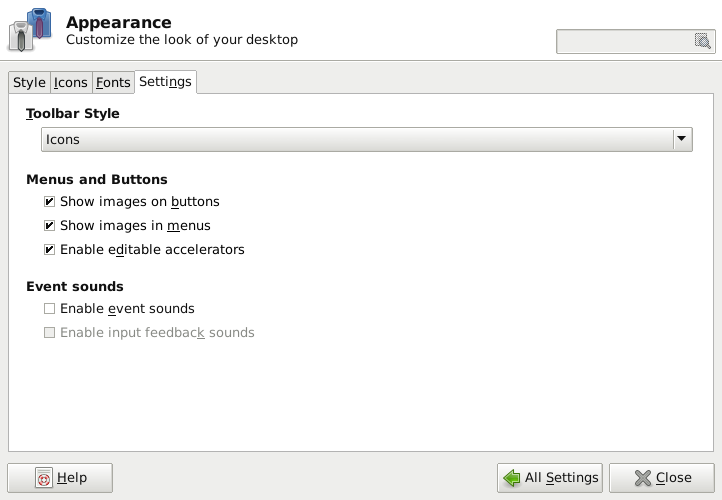 Appearance
Customize the look of your desktop
Style Icons Fonts Settings
Toolbar Style
Icons
Menus and Buttons
Show images on buttons
Show images in menus
Enable editable accelerators
Event sounds
Enable event sounds
Enable input feedback sounds
Help All Settings Close